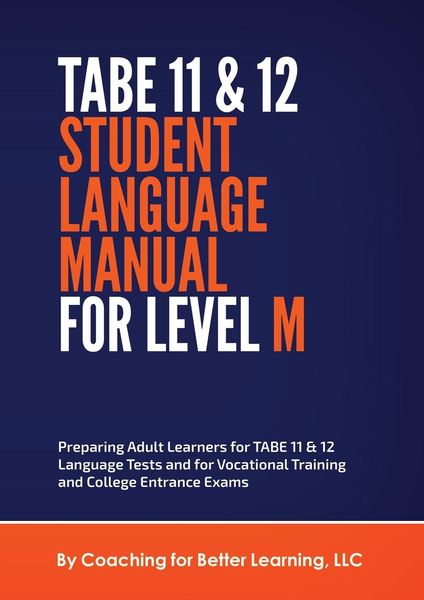 TABE 11 & 12
STUDENT
LANGUAGE
MANUAL
FOR LEVEL M
Preparing Adult Learners for TABE 11 & 12
Language Tests and for Vocational Training
and College Entrance Exams
By Coaching for Better Learning, LLC